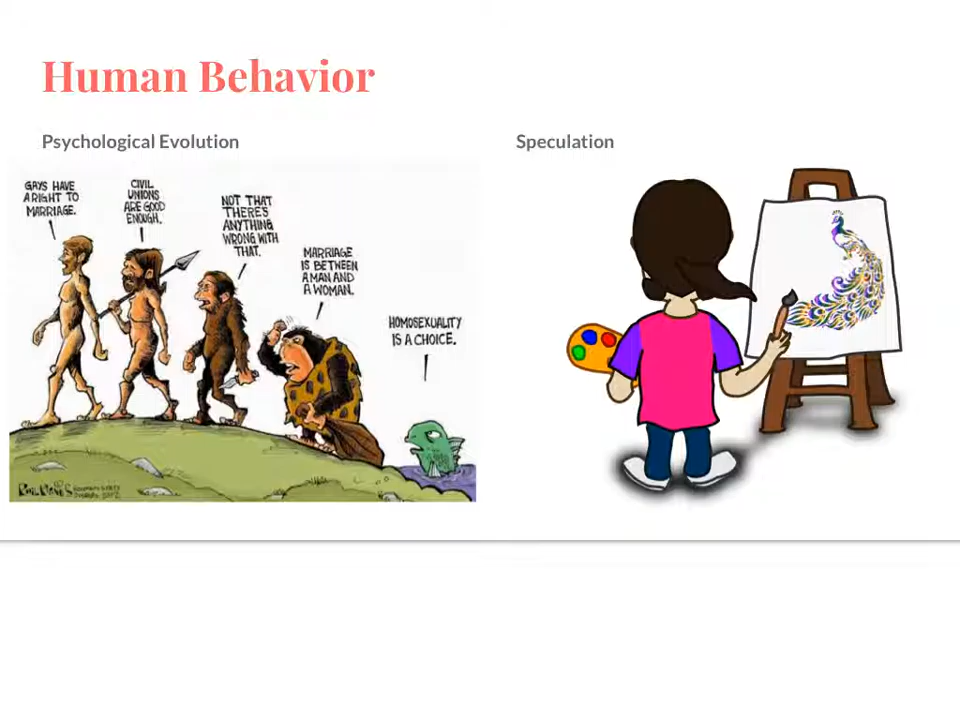 Human Behavior
Psychological Evolution
GAYS HAVE
A RIGHT TO
MARRIAGE.
CIVIL
UNIONS
ARE GOOD
ENOUGH.
NOT THAT
THERE'S
ANYTHING
WRONG WITH
THAT.
MARRIAGE
IS BETWEEN
A MAN AND
A WOMAN.
HOMOSEXUALITY
IS A CHOICE.
Speculation